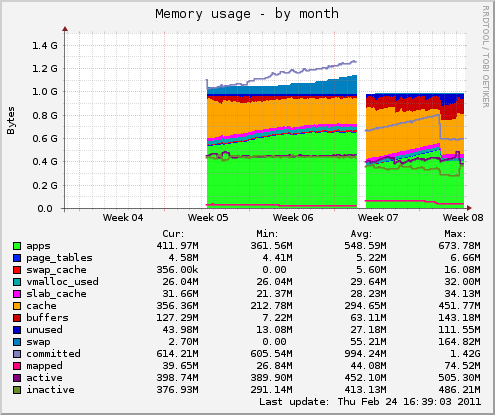 Memory usage - by month
RRDTOOL / TOBI OETIKER
Bytes
1.4 G
1.2 G
1.0 G
0.8 G
0.6 G
0.4 G
0.2 G
0.0
Week 04 Week 05 Week 06 Week 07 Week 08
Cur: Min: Avg: Max:
apps 411.97M 361.56M 548.59M 673.78M
page_tables 4.58M 4.41M 5.22M 6.66M
swap_cache 356.00k 0.00 5.60M 16.08M
vmalloc_used 26.04M 26.04M 29.64M 32.00M
slab_cache 31.66M 21.37M 28.23M 34.13M
cache 356.36M 212.78M 294.65M 451.77M
buffers 127.29M 7.22M 63.11M 143.18M
unused 43.98M 13.08M 27.18M 111.55M
swap 2.70M 0.00 55.21M 164.82M
committed 614.21M 605.54M 994.24M 1.42G
mapped 39.65M 26.84M 44.08M 74.52M
active 398.74M 389.90M 452.10M 505.30M
inactive 376.93M 291.14M 413.13M 486.21M
Last update: Thu Feb 24 16:39:03 2011